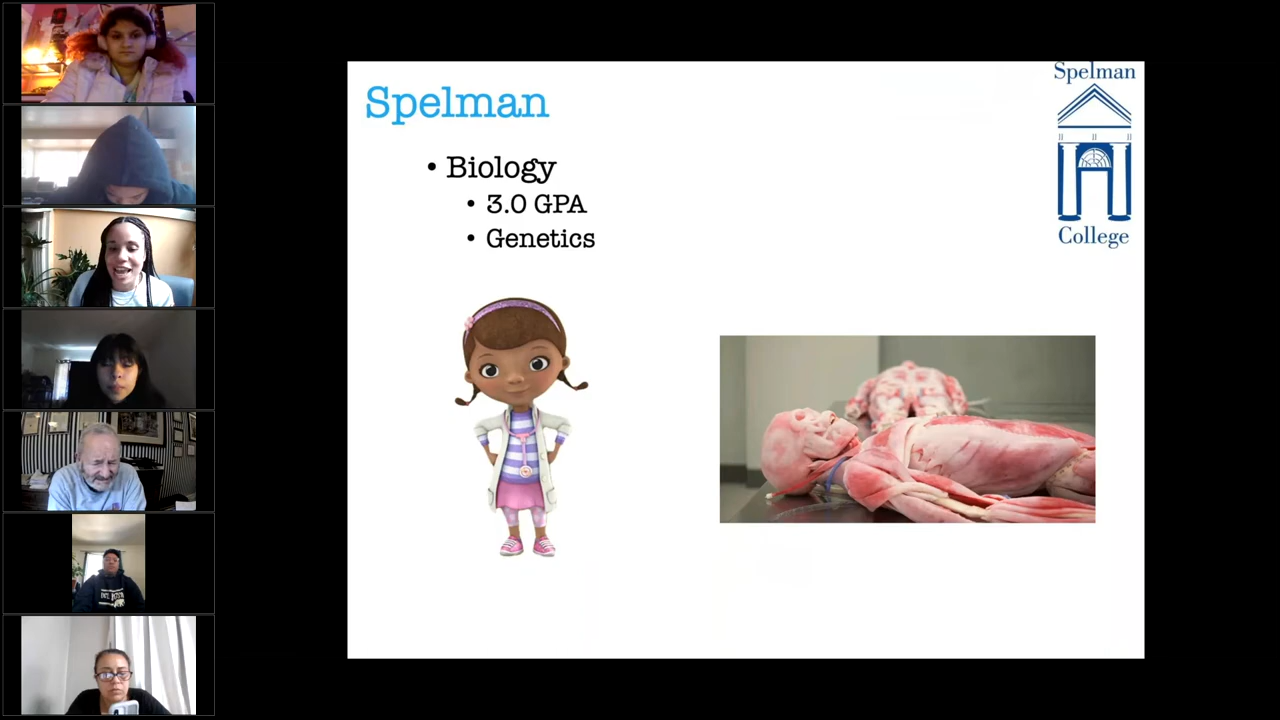 Spelman
Spelman
• Biology
• 3.0 GPA
• Genetics
College